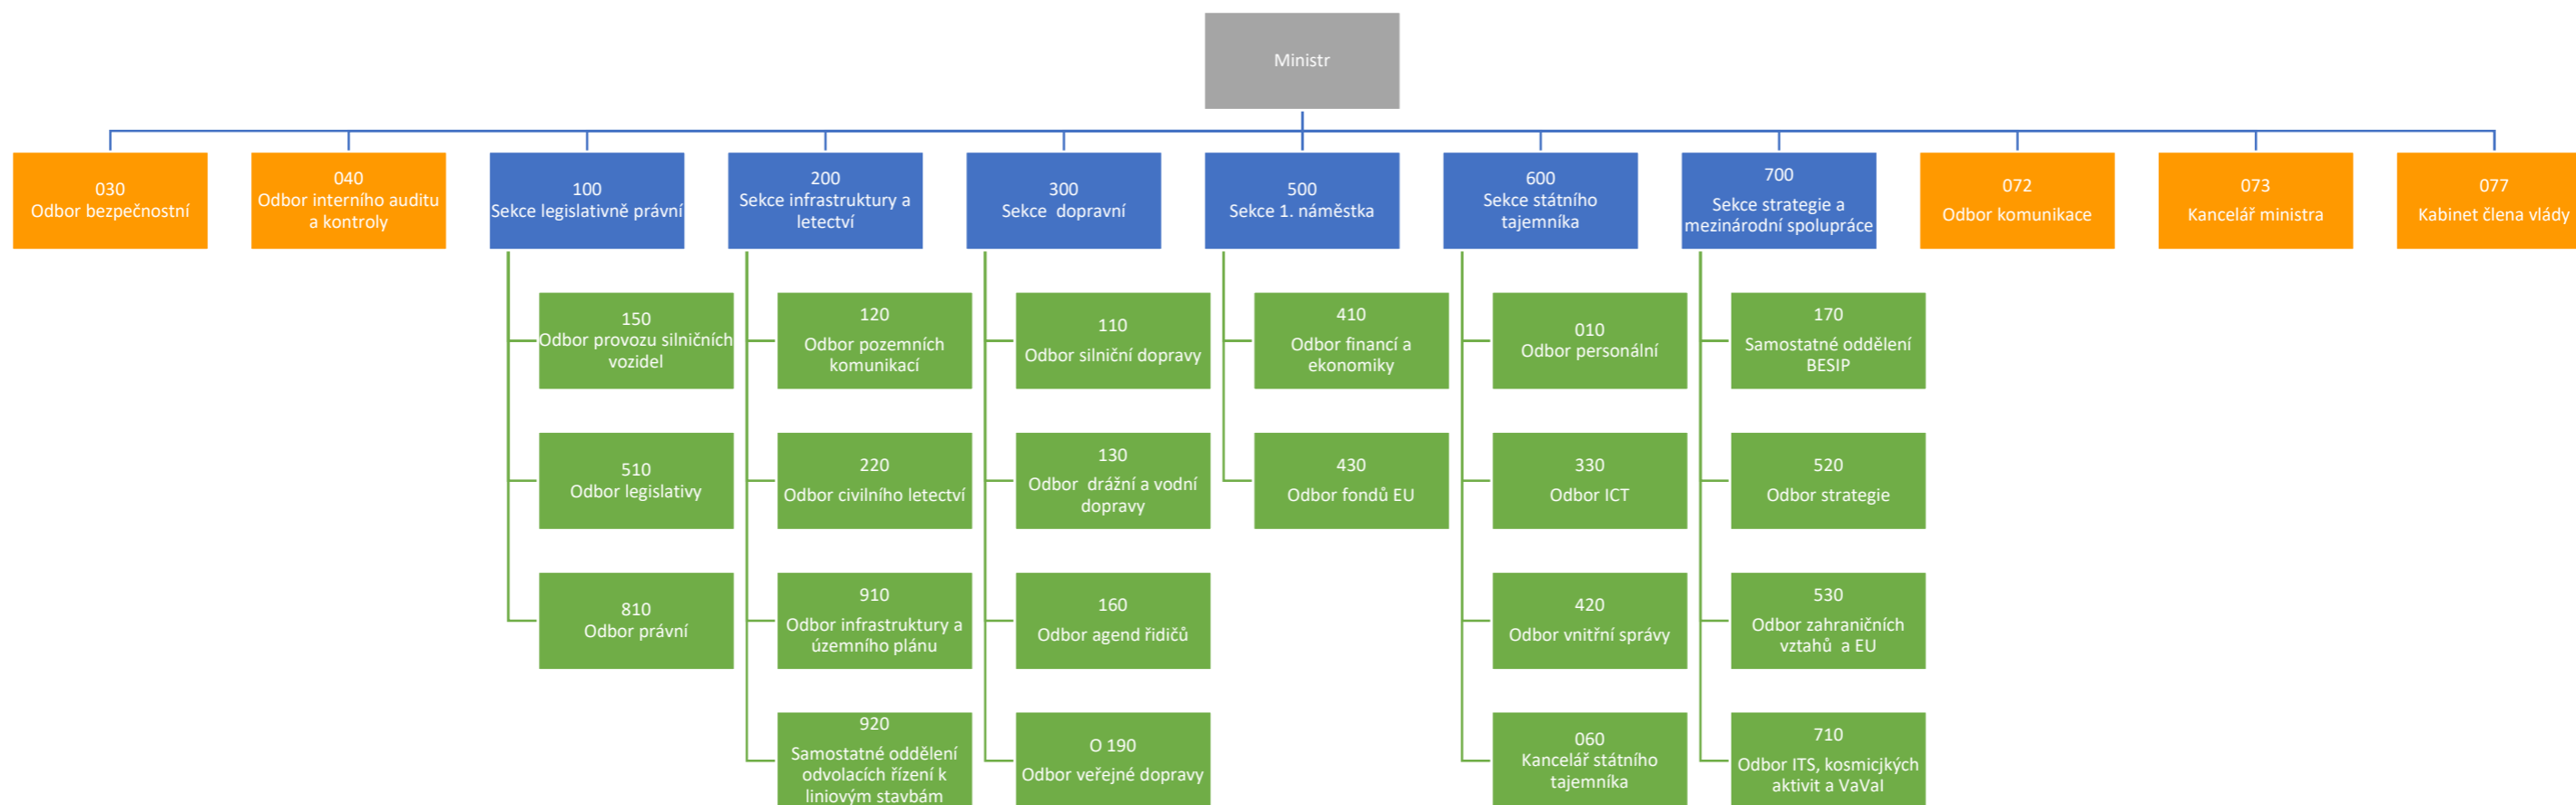 Ministr
030
Odbor bezpečnostní
040
Odbor interního auditu
a kontroly
100
Sekce legislativně právní
200
Sekce infrastruktury a
letectví
300
Sekce dopravní
500
Sekce 1. náměstka
600
Sekce státního
tajemníka
700
Sekce strategie a
mezinárodní spolupráce
072
Odbor komunikace
073
Kancelář ministra
077
Kabinet člena vlády
150
Odbor provozu silničních
vozidel
120
Odbor pozemních
komunikací
110
Odbor silniční dopravy
410
Odbor financí a
ekonomiky
010
Odbor personální
170
Samostatné oddělení
BESIP
510
Odbor legislativy
220
Odbor civilního letectví
130
Odbor drážní a vodní
dopravy
430
Odbor fondů EU
330
Odbor ICT
520
Odbor strategie
810
Odbor právní
910
Odbor infrastruktury a
územního plánu
160
Odbor agend řidičů
420
Odbor vnitřní správy
530
Odbor zahraničních
vztahů a EU
920
Samostatné oddělení
odvolacích řízení k
liniovým stavbám
O 190
Odbor veřejné dopravy
060
Kancelář státního
tajemníka
710
Odbor ITS, kosmicjkých
aktivit a VaVaI